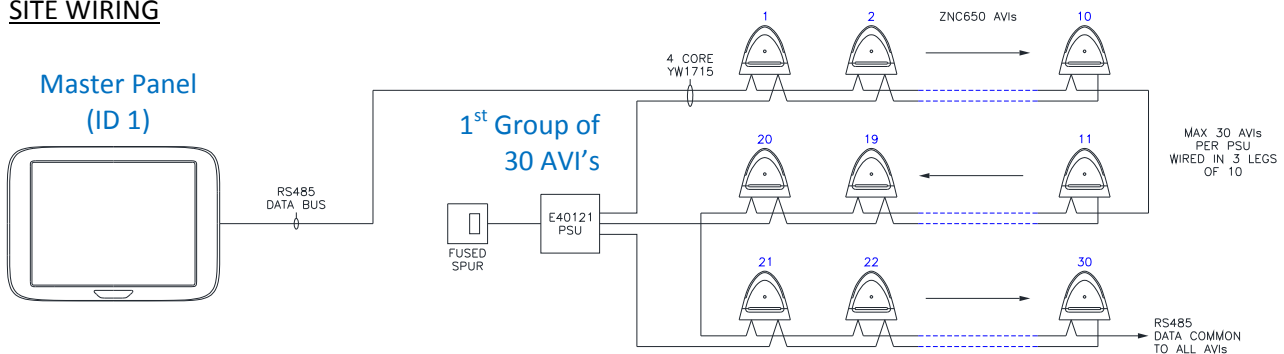 SITE WIRING
Master Panel
(ID 1)
RS485
DATA BUS
1st Group of
30 AVI's
FUSED
SPUR
E40121
PSU
4 CORE
YW1715
1
2
ZNC650 AVIs
10
20
19
11
MAX 30 AVIs
PER PSU
WIRED IN 3 LEGS
OF 10
21
22
30
RS485
DATA COMMON
TO ALL AVIs